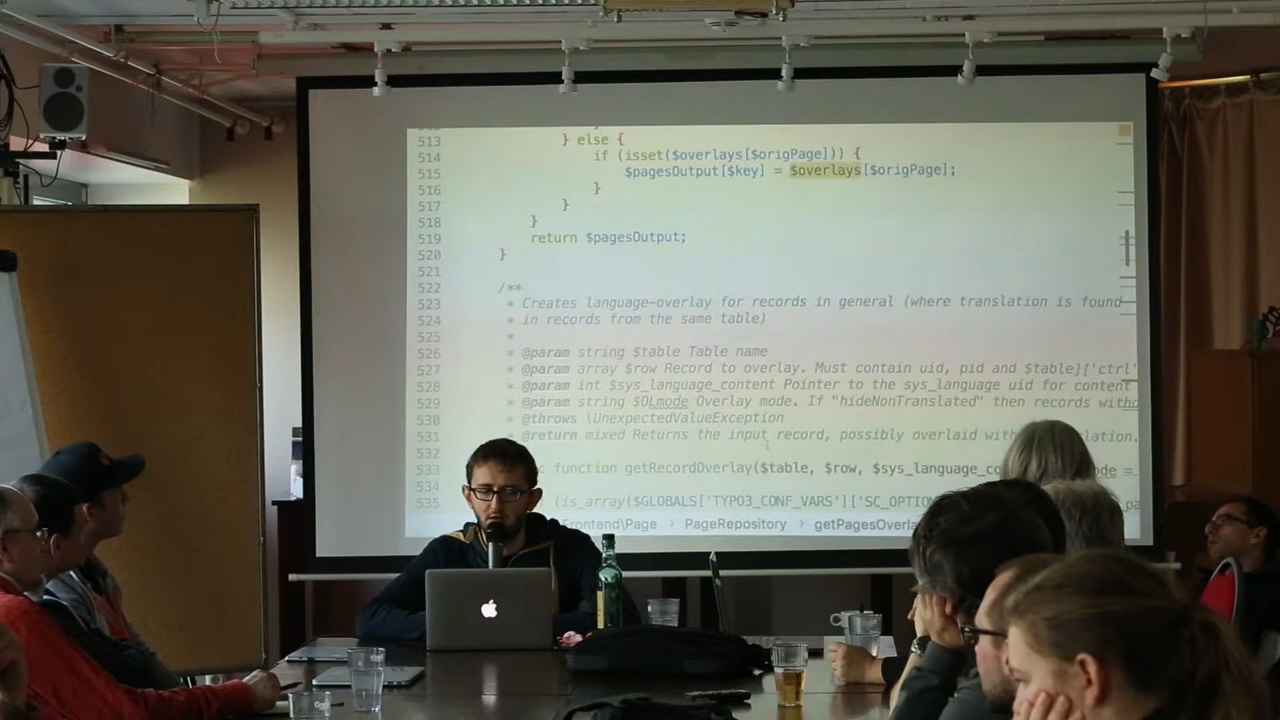 513 } else {
514 if (isset($overlays[$origPage])) {
515 $pagesOutput[$key] = $overlays[$origPage];
516 }
517 }
518 }
519 return $pagesOutput;
520 }
521
522 /**
523 * Creates language-overlay for records in general (where translation is found
524 * in records from the same table)
525 *
526 * @param string $table Table name
527 * @param array $row Record to overlay. Must contain uid, pid and $table]['ctrl'
528 * @param int $sys_language_content Pointer to the sys_language uid for content
529 * @param string $OLmode Overlay mode. If "hideNonTranslated" then records
530 * @throws \UnexpectedValueException
531 * @return mixed Returns the input record, possibly overlaid
532
533 function getRecordOverlay($table, $row, =
534
535 (is_array($GLOBALS['TYPO3_CONF_VARS']['
Frontend\Page > PageRepository >